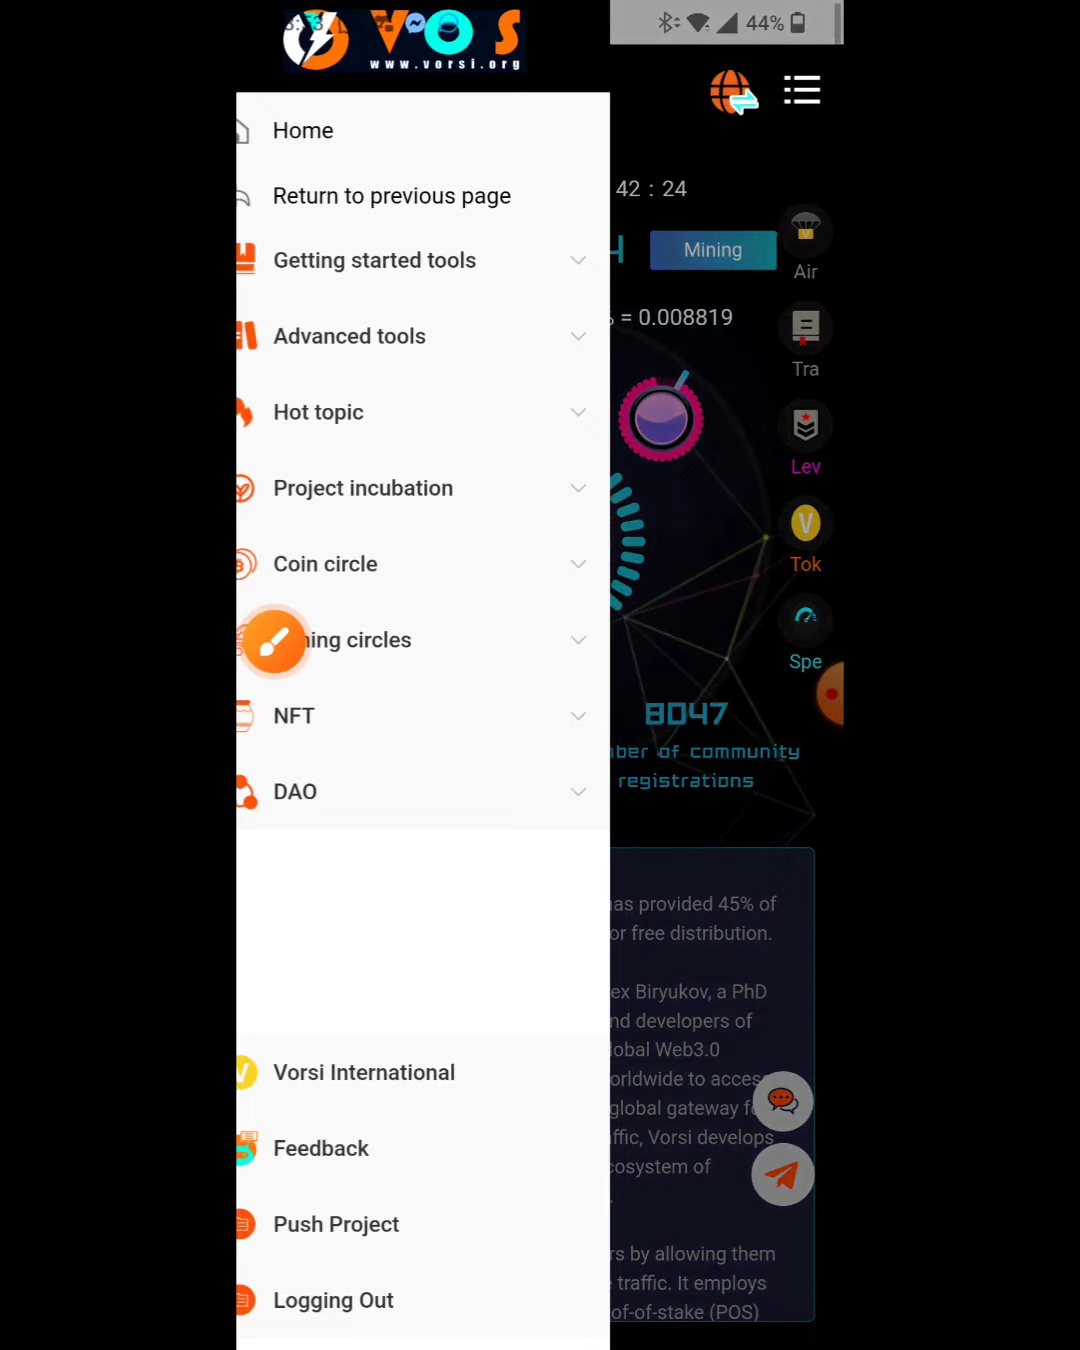 VOS
www.vorsi.org
44%
Home
Return to previous page
Getting started tools
Advanced tools
Hot topic
Project incubation
Coin circle
ning circles
NFT
DAO
Vorsi International
Feedback
Push Project
Logging Out
42 : 24
4
Mining
= 0.008819
Air
Tra
Lev
V
Tok
Spe
8047
ber of community
registrations
has provided 45% of
or free distribution.
ex Biryukov, a PhD
nd developers of
lobal Web3.0
orldwide to access
global gateway f
ffic, Vorsi develops
cosystem of
rs by allowing them
traffic. It employs
of-of-stake (POS)